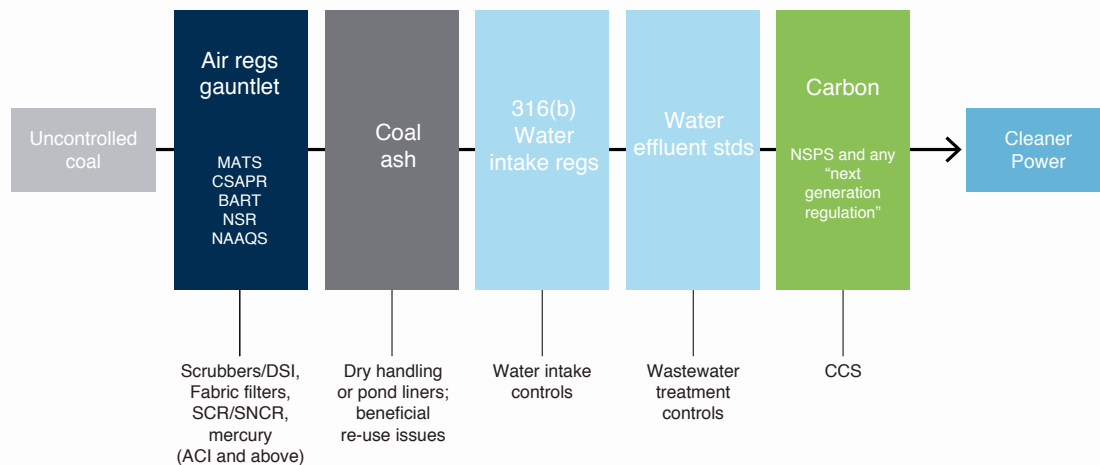 Uncontrolled
coal
Air regs
gauntlet
MATS
CSAPR
BART
NSR
NAAQS
Coal
ash
316(b)
Water
intake regs
Water
effluent stds
Carbon
NSPS and any
“next
generation
regulation”
Cleaner
Power
Scrubbers/DSI,
Fabric filters,
SCR/SNCR,
mercury
(ACI and above)
Dry handling
or pond liners;
beneficial
re-use issues
Water intake
controls
Wastewater
treatment
controls
CCS